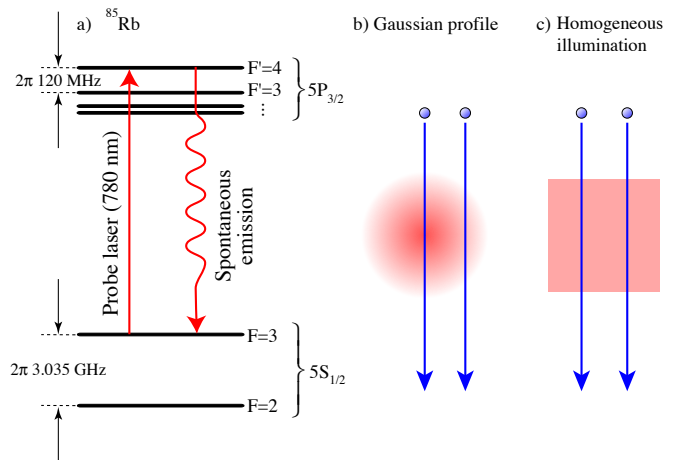 a) ⁸⁵Rb
F'=4
2π 120 MHz
F'=3
⋮
5P₃/₂
Probe laser (780 nm)
Spontaneous
emission
F=3
2π 3.035 GHz
5S₁/₂
F=2
b) Gaussian profile
c) Homogeneous
illumination